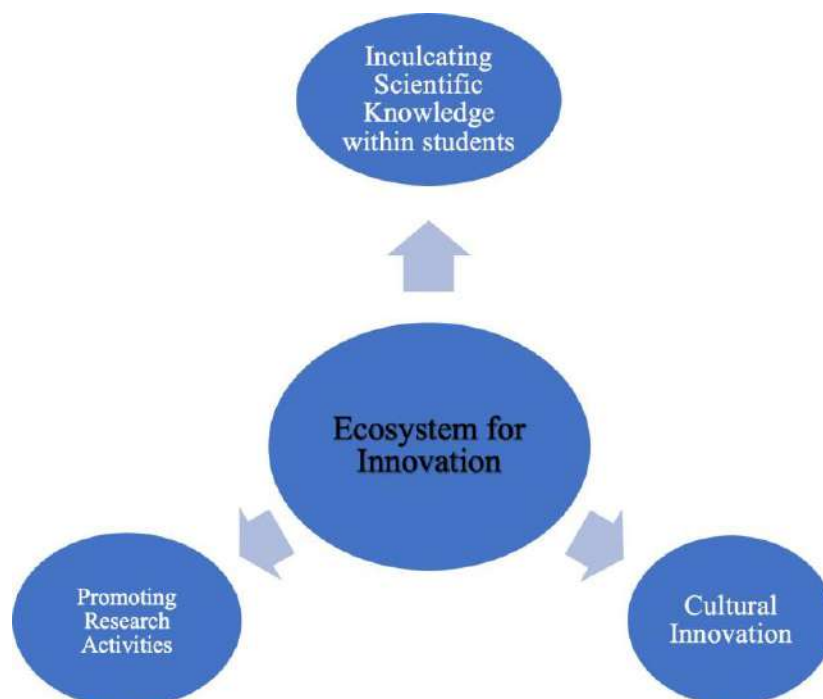 Inculcating
Scientific
Knowledge
within students
Ecosystem for
Innovation
Promoting
Research
Activities
Cultural
Innovation